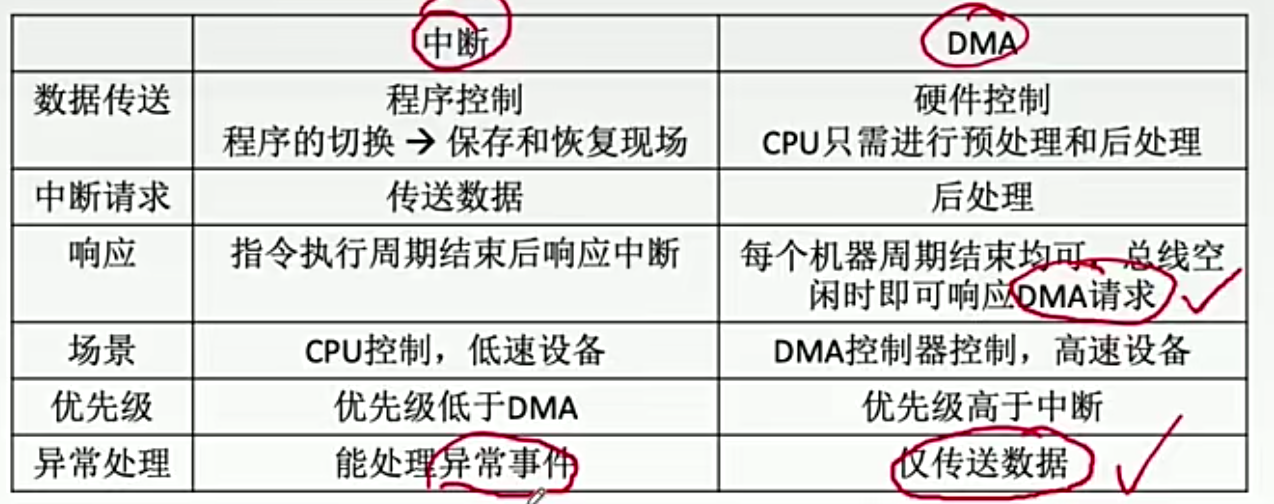 中断
DMA
数据传送
程序控制
程序的切换 → 保存和恢复现场
硬件控制
CPU只需进行预处理和后处理
中断请求
传送数据
后处理
响应
指令执行周期结束后响应中断
每个机器周期结束均可，总线空
闲时即可响应DMA请求
场景
CPU控制，低速设备
DMA控制器控制，高速设备
优先级
优先级低于DMA
优先级高于中断
异常处理
能处理异常事件
仅传送数据